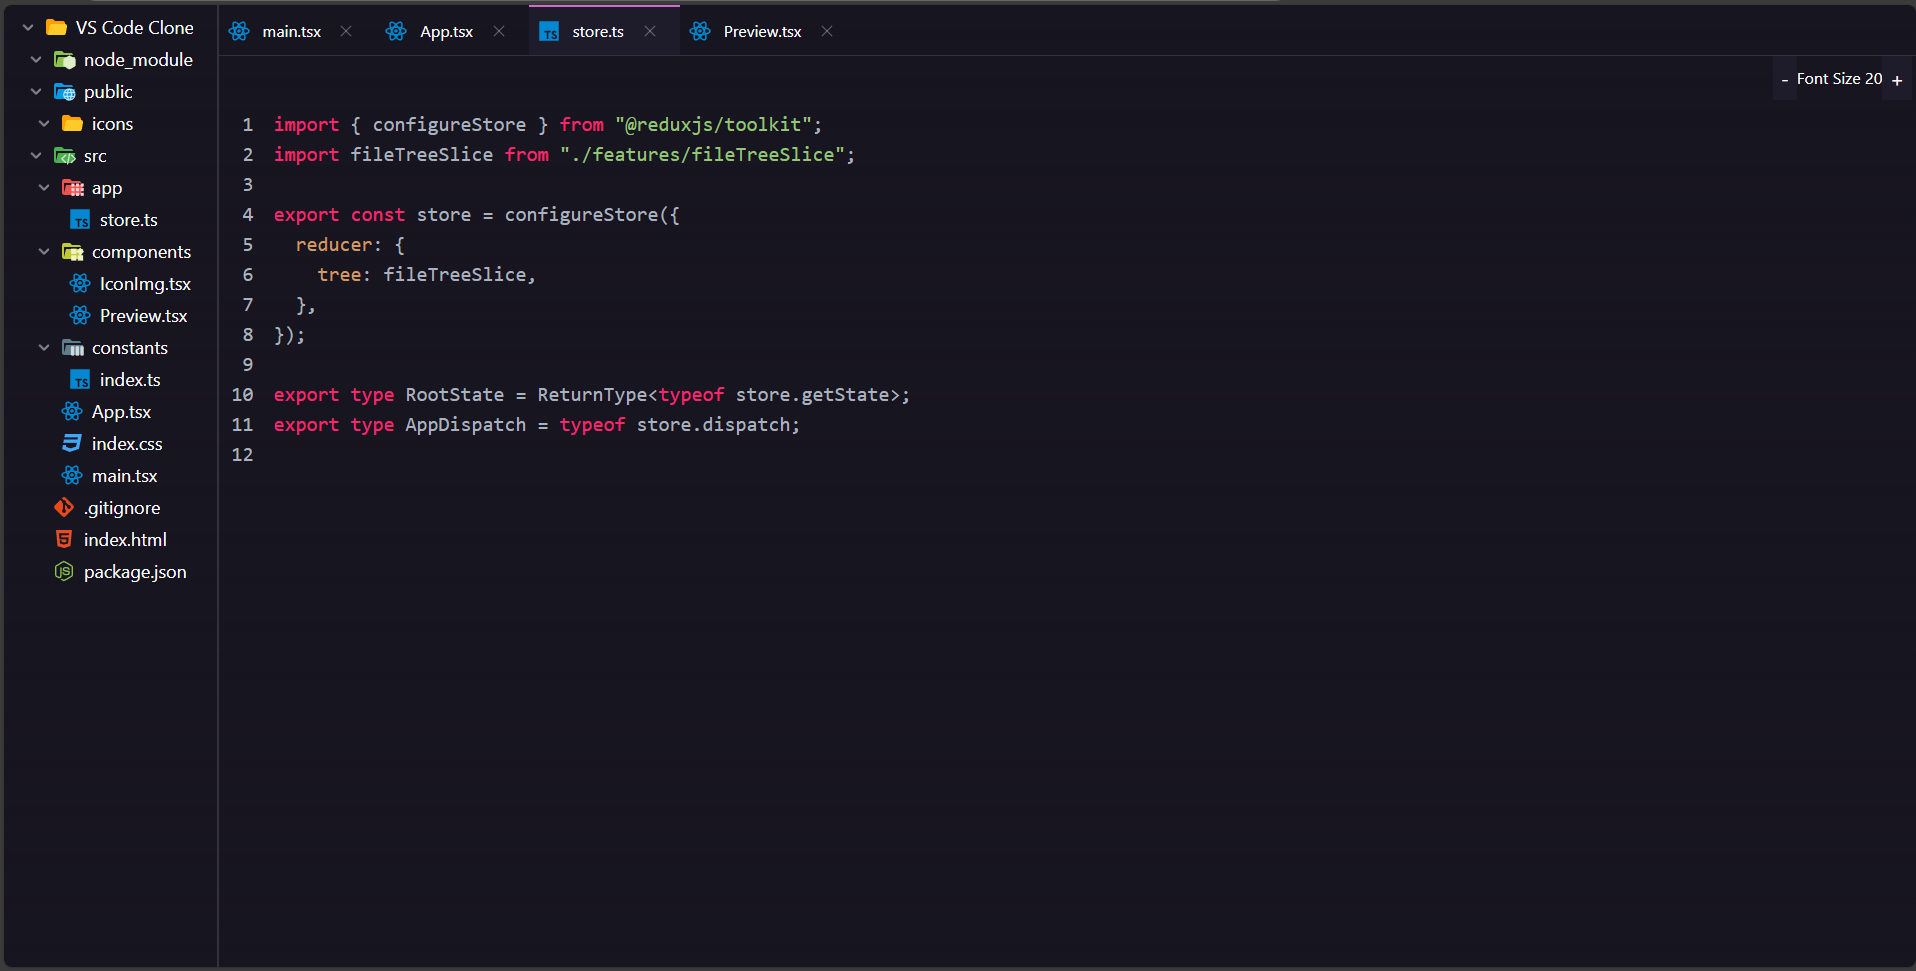 VS Code Clone
node_module
public
icons
src
app
store.ts
components
IconImg.tsx
Preview.tsx
constants
index.ts
App.tsx
index.css
main.tsx
.gitignore
index.html
package.json
main.tsx App.tsx store.ts Preview.tsx
- Font Size 20 +
1 import { configureStore } from "@reduxjs/toolkit";
2 import fileTreeSlice from "./features/fileTreeSlice";
3
4 export const store = configureStore({
5   reducer: {
6     tree: fileTreeSlice,
7   },
8 });
9
10 export type RootState = ReturnType<typeof store.getState>;
11 export type AppDispatch = typeof store.dispatch;
12